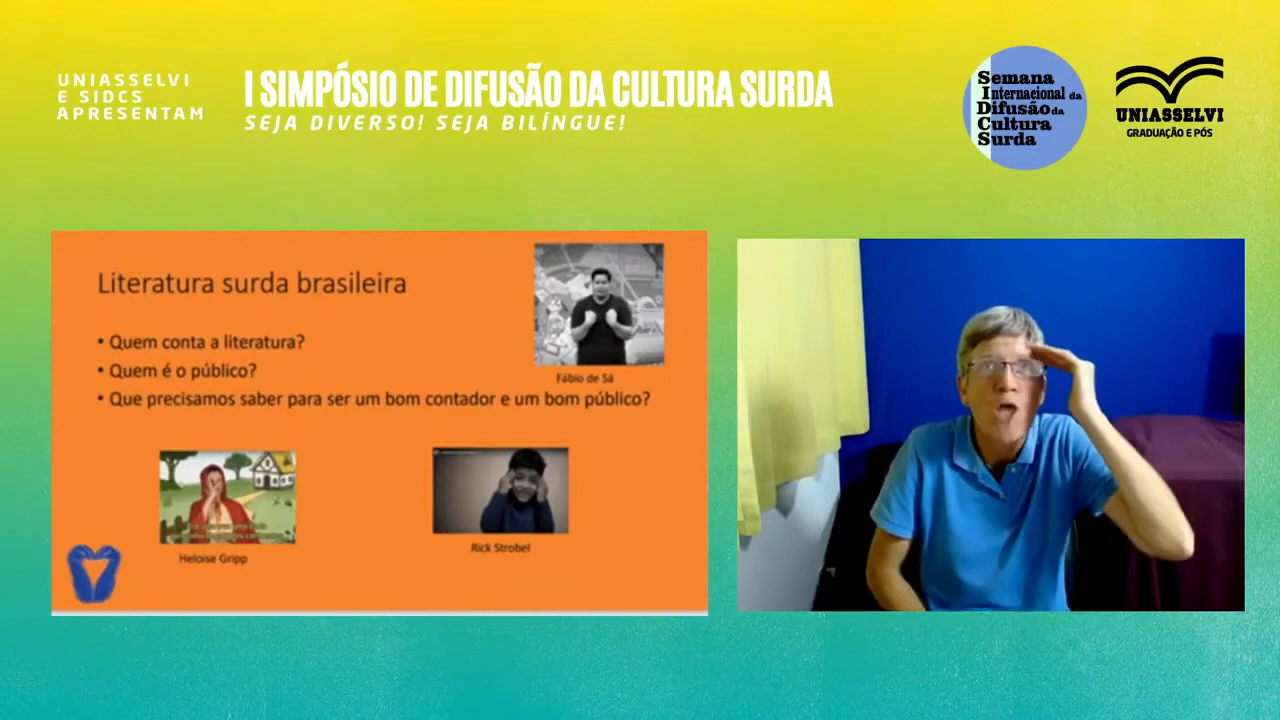 UNIASSELVI
E SIDCS
APRESENTAM
I SIMPÓSIO DE DIFUSÃO DA CULTURA SURDA
SEJA DIVERSO! SEJA BILÍNGUE!
Semana
Internacional da
Difusão da
Cultura
Surda
UNIASSELVI
GRADUAÇÃO E PÓS
Literatura surda brasileira
• Quem conta a literatura?
• Quem é o público?
• Que precisamos saber para ser um bom contador e um bom público?
Fábio de Sá
Heloise Gripp
Rick Strobel